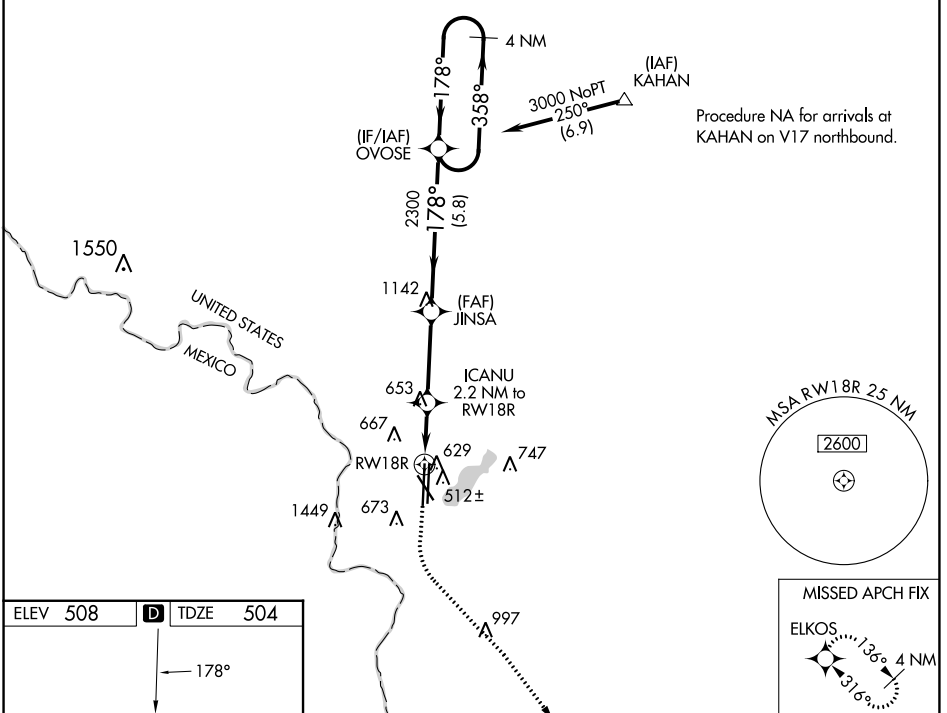 4 NM
178°
358°
(IAF)
KAHAN
3000 NoPT
250°
(6.9)
Procedure NA for arrivals at
KAHAN on V17 northbound.
(IF/IAF)
OVOSE
2300
178°
(5.8)
1550
UNITED STATES
MEXICO
1142
(FAF)
JINSA
653
ICANU
2.2 NM to
RW18R
667
RW18R
629
747
512±
1449
673
MSA RW18R 25 NM
2600
997
ELEV 508 D TDZE 504
178°
MISSED APCH FIX
ELKOS
136°
4 NM
316°